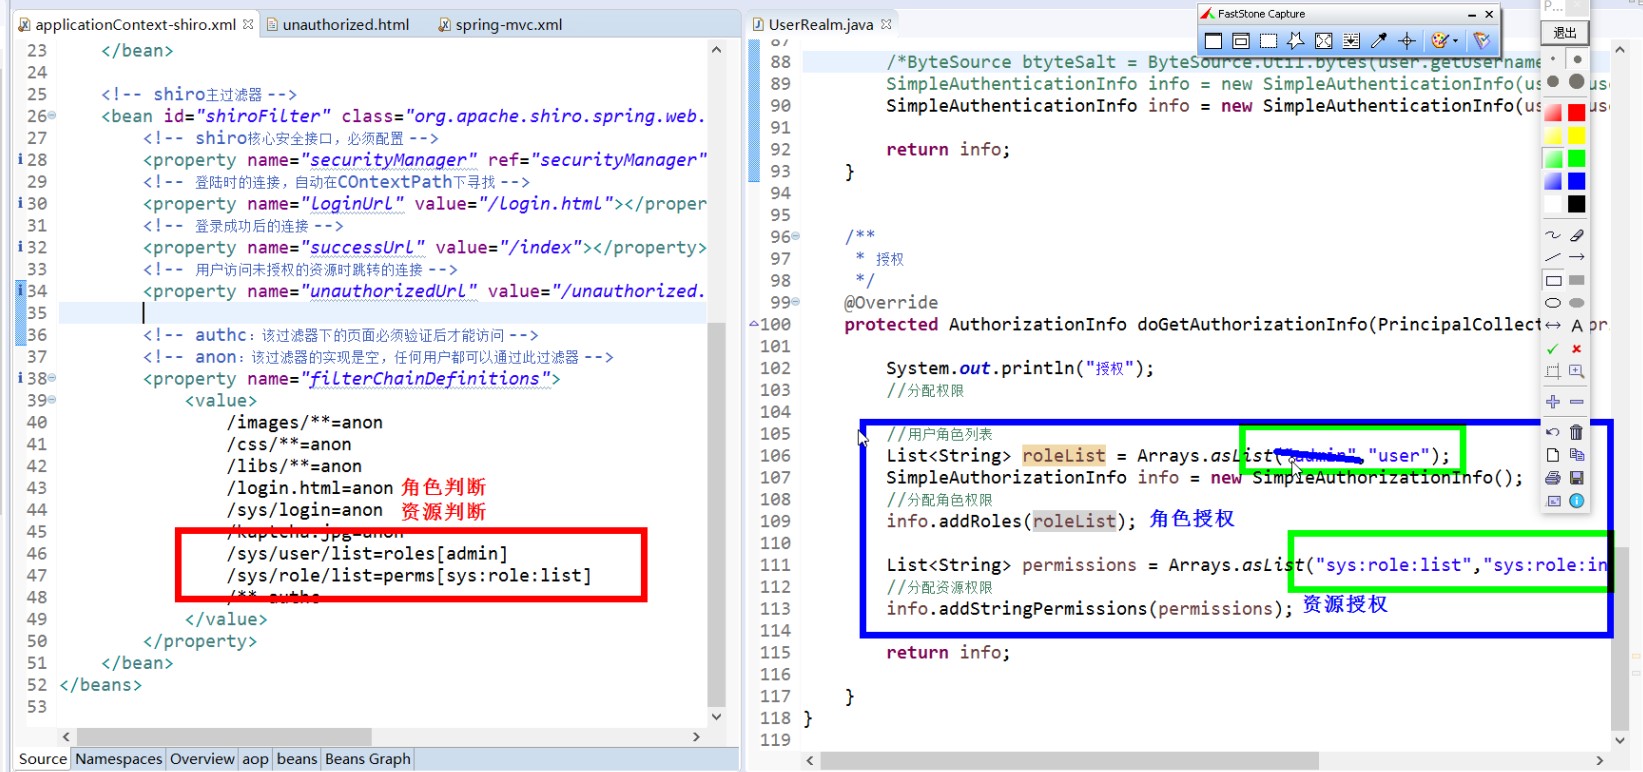 applicationContext-shiro.xml
unauthorized.html
spring-mvc.xml
23 </bean>
24
25 <!-- shiro主过滤器 -->
26 <bean id="shiroFilter" class="org.apache.shiro.spring.web.
27 <!-- shiro核心安全接口，必须配置 -->
28 <property name="securityManager" ref="securityManager"
29 <!-- 登陆时的连接，自动在COntextPath下寻找 -->
30 <property name="loginUrl" value="/login.html"></proper
31 <!-- 登录成功后的连接 -->
32 <property name="successUrl" value="/index"></property>
33 <!-- 用户访问未授权的资源时跳转的连接 -->
34 <property name="unauthorizedUrl" value="/unauthorized.
35
36 <!-- authc：该过滤器下的页面必须验证后才能访问 -->
37 <!-- anon：该过滤器的实现是空，任何用户都可以通过此过滤器 -->
38 <property name="filterChainDefinitions">
39 <value>
40 /images/**=anon
41 /css/**=anon
42 /libs/**=anon
43 /login.html=anon 角色判断
44 /sys/login=anon 资源判断
45 /kaptcha.jpg=anon
46 /sys/user/list=roles[admin]
47 /sys/role/list=perms[sys:role:list]
48 /** authc
49 </value>
50 </property>
51 </bean>
52 </beans>
53
Source Namespaces Overview aop beans Beans Graph
UserRealm.java
FastStone Capture
P...
退出
87
88 /*ByteSource btyteSalt = ByteSource.Util.bytes(user.getUsername
89 SimpleAuthenticationInfo info = new SimpleAuthenticationInfo(us use
90 SimpleAuthenticationInfo info = new SimpleAuthenticationInfo(us use
91
92 return info;
93 }
94
95
96 /**
97 * 授权
98 */
99 @Override
100 protected AuthorizationInfo doGetAuthorizationInfo(PrincipalCollect pri
101
102 System.out.println("授权");
103 //分配权限
104
105 //用户角色列表
106 List<String> roleList = Arrays.asList("admin","user");
107 SimpleAuthorizationInfo info = new SimpleAuthorizationInfo();
108 //分配角色权限
109 info.addRoles(roleList); 角色授权
110
111 List<String> permissions = Arrays.asList("sys:role:list","sys:role:in
112 //分配资源权限
113 info.addStringPermissions(permissions); 资源授权
114
115 return info;
116
117 }
118 }
119